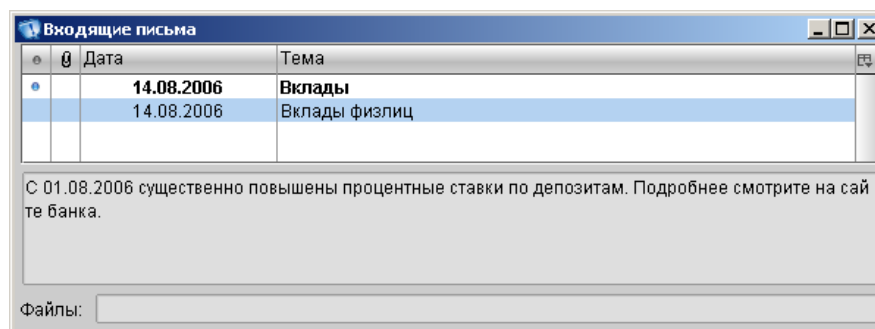 Входящие письма
Дата Тема
14.08.2006 Вклады
14.08.2006 Вклады физлиц
С 01.08.2006 существенно повышены процентные ставки по депозитам. Подробнее смотрите на сай
те банка.
Файлы: